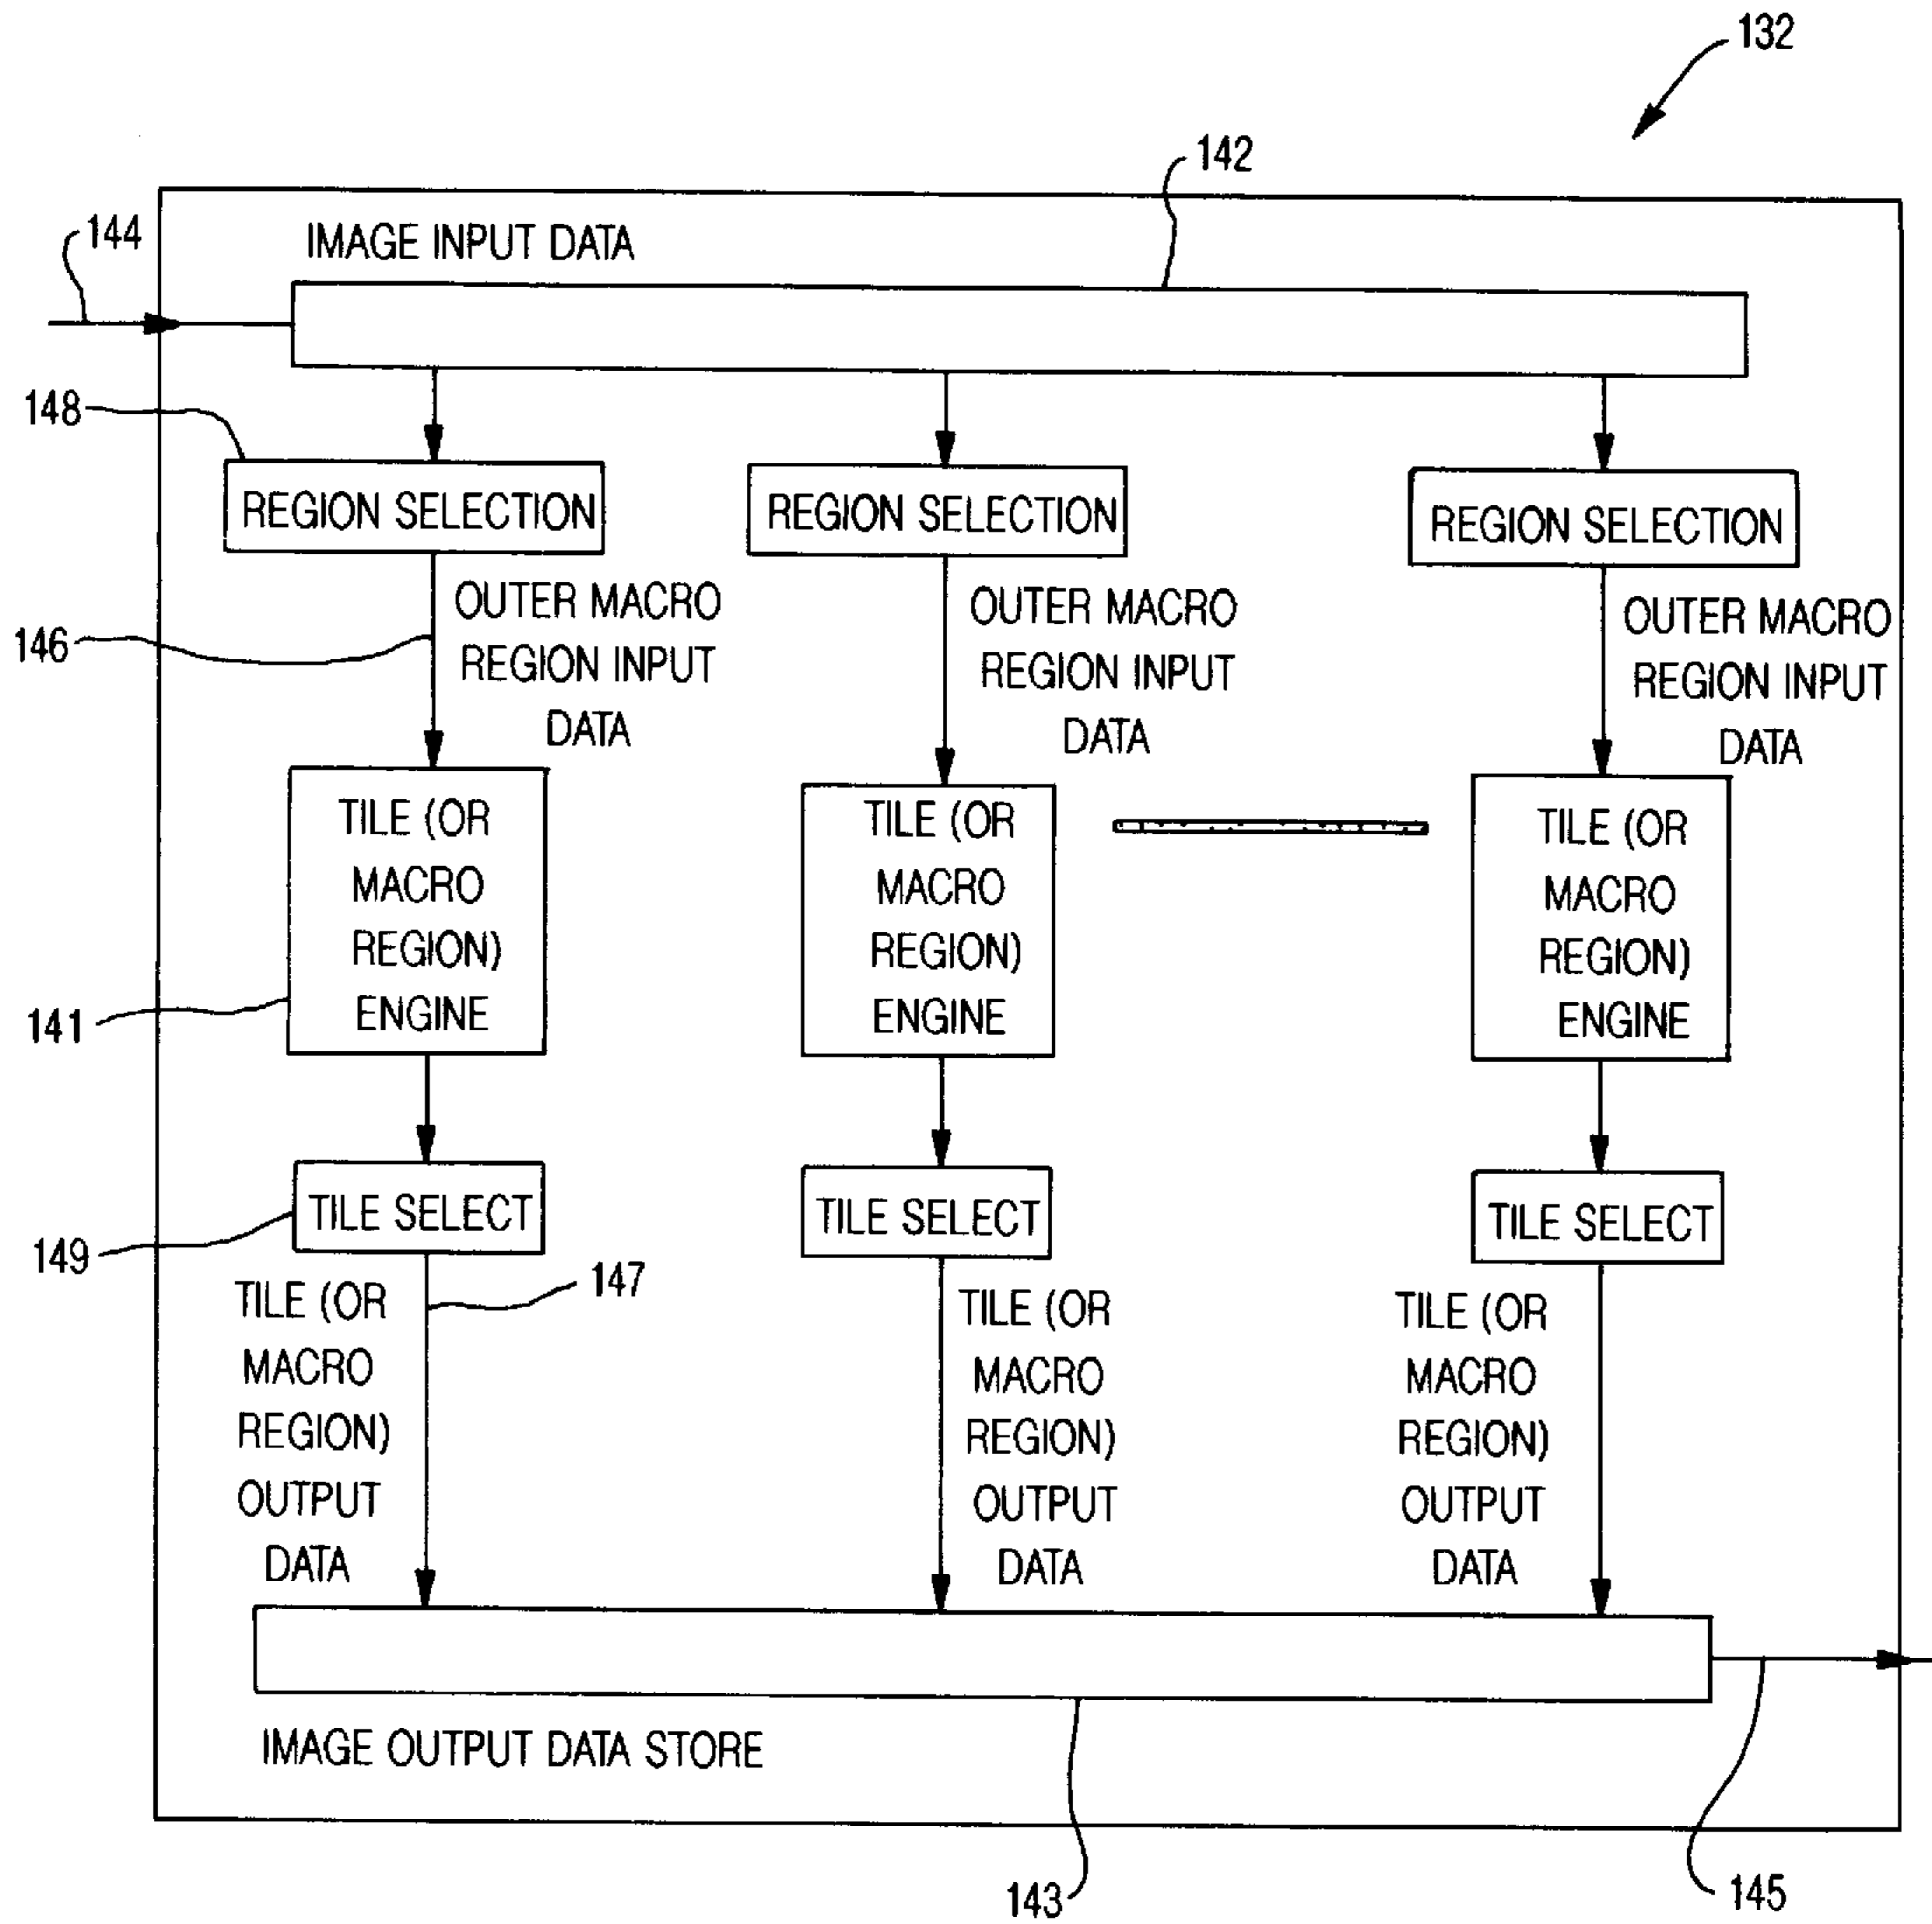 132
142
144
IMAGE INPUT DATA
148
REGION SELECTION
REGION SELECTION
REGION SELECTION
146
OUTER MACRO
REGION INPUT
DATA
OUTER MACRO
REGION INPUT
DATA
OUTER MACRO
REGION INPUT
DATA
TILE (OR
MACRO
REGION)
ENGINE
TILE (OR
MACRO
REGION)
ENGINE
TILE (OR
MACRO
REGION)
ENGINE
141
TILE SELECT
TILE SELECT
TILE SELECT
149
147
TILE (OR
MACRO
REGION)
OUTPUT
DATA
TILE (OR
MACRO
REGION)
OUTPUT
DATA
TILE (OR
MACRO
REGION)
OUTPUT
DATA
IMAGE OUTPUT DATA STORE
143
145